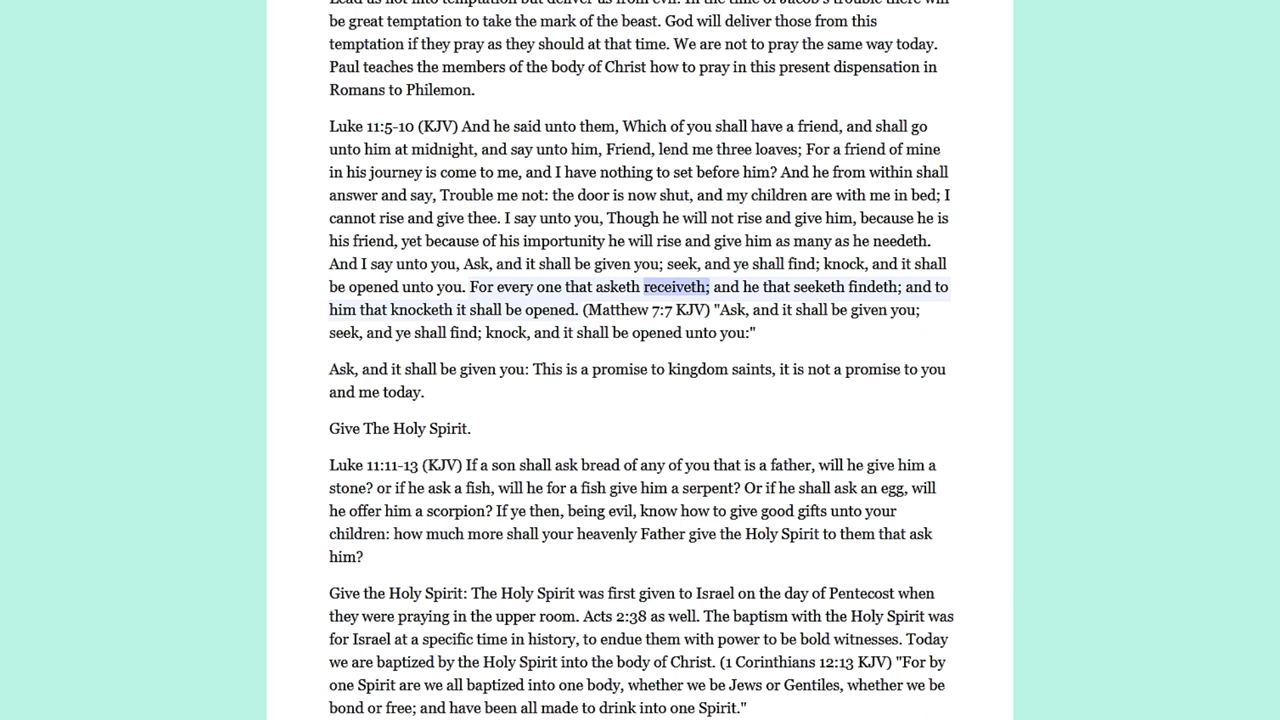 Lead us not into temptation but deliver us from evil. In the time of Jacob's trouble there will
be great temptation to take the mark of the beast. God will deliver those from this
temptation if they pray as they should at that time. We are not to pray the same way today.
Paul teaches the members of the body of Christ how to pray in this present dispensation in
Romans to Philemon.
Luke 11:5-10 (KJV) And he said unto them, Which of you shall have a friend, and shall go
unto him at midnight, and say unto him, Friend, lend me three loaves; For a friend of mine
in his journey is come to me, and I have nothing to set before him? And he from within shall
answer and say, Trouble me not: the door is now shut, and my children are with me in bed; I
cannot rise and give thee. I say unto you, Though he will not rise and give him, because he is
his friend, yet because of his importunity he will rise and give him as many as he needeth.
And I say unto you, Ask, and it shall be given you; seek, and ye shall find; knock, and it shall
be opened unto you. For every one that asketh receiveth; and he that seeketh findeth; and to
him that knocketh it shall be opened. (Matthew 7:7 KJV) "Ask, and it shall be given you;
seek, and ye shall find; knock, and it shall be opened unto you:"
Ask, and it shall be given you: This is a promise to kingdom saints, it is not a promise to you
and me today.
Give The Holy Spirit.
Luke 11:11-13 (KJV) If a son shall ask bread of any of you that is a father, will he give him a
stone? or if he ask a fish, will he for a fish give him a serpent? Or if he shall ask an egg, will
he offer him a scorpion? If ye then, being evil, know how to give good gifts unto your
children: how much more shall your heavenly Father give the Holy Spirit to them that ask
him?
Give the Holy Spirit: The Holy Spirit was first given to Israel on the day of Pentecost when
they were praying in the upper room. Acts 2:38 as well. The baptism with the Holy Spirit was
for Israel at a specific time in history, to endue them with power to be bold witnesses. Today
we are baptized by the Holy Spirit into the body of Christ. (1 Corinthians 12:13 KJV) "For by
one Spirit are we all baptized into one body, whether we be Jews or Gentiles, whether we be
bond or free; and have been all made to drink into one Spirit."